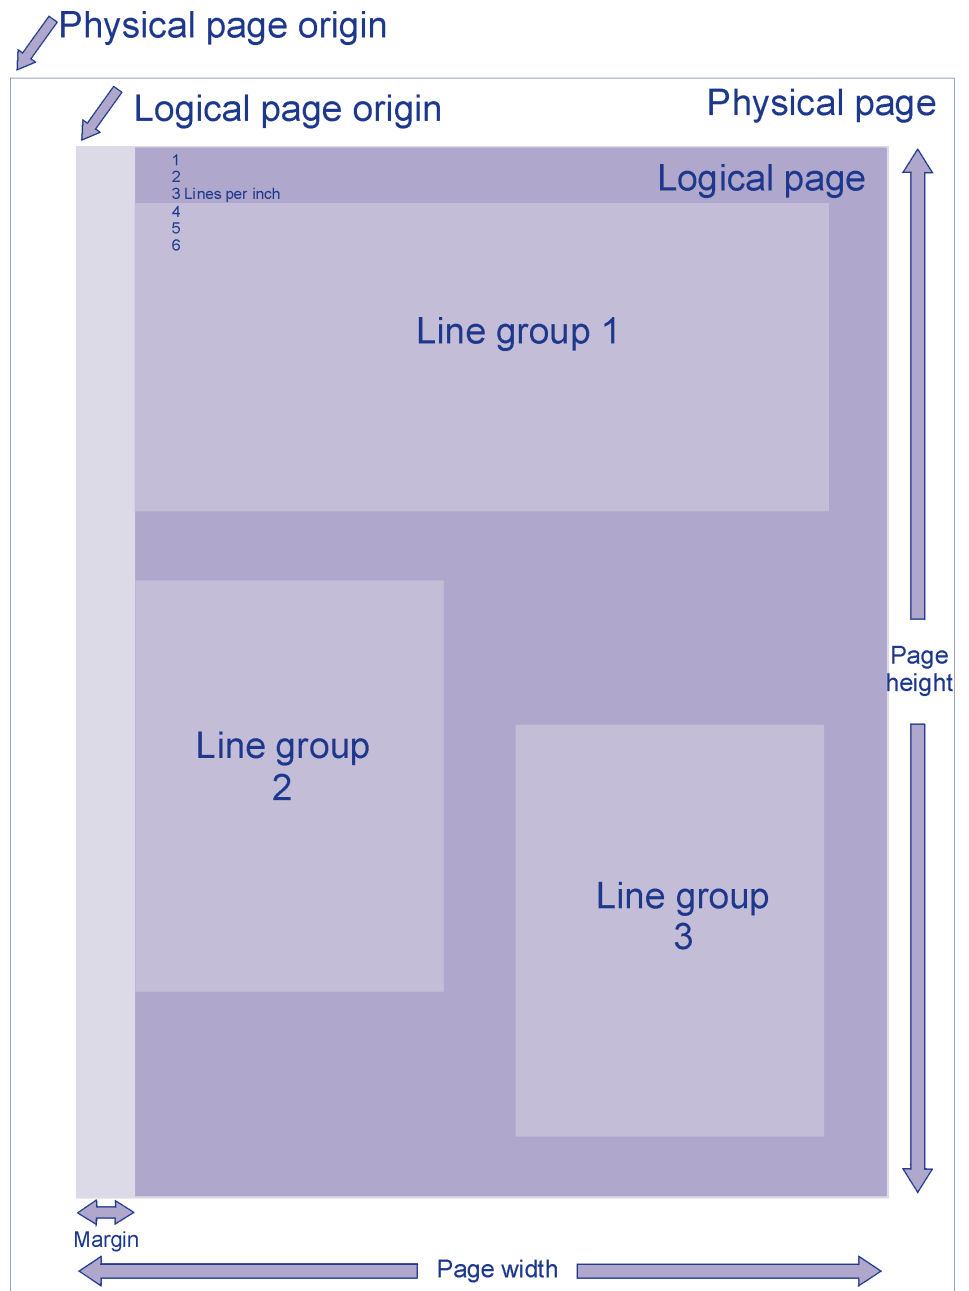 Physical page origin
Logical page origin
Physical page
1
2
3 Lines per inch
4
5
6
Logical page
Line group 1
Page
height
Line group
2
Line group
3
Margin
Page width